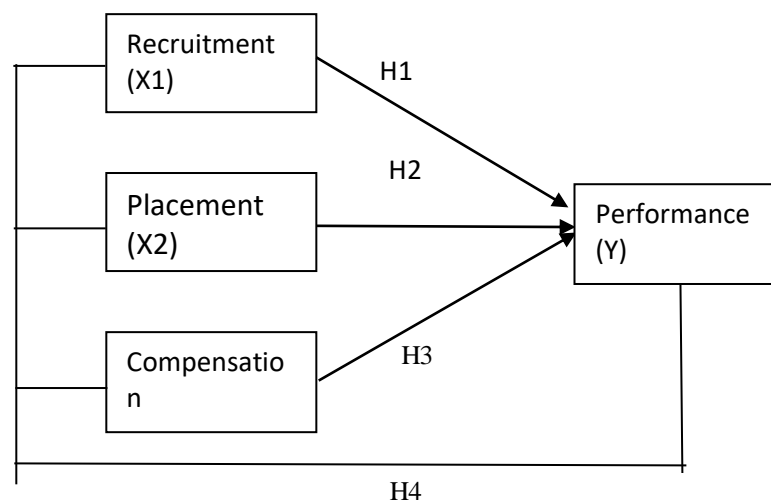 Recruitment
(X1)
H1
H2
Placement
(X2)
Performance
(Y)
Compensatio
n
H3
H4